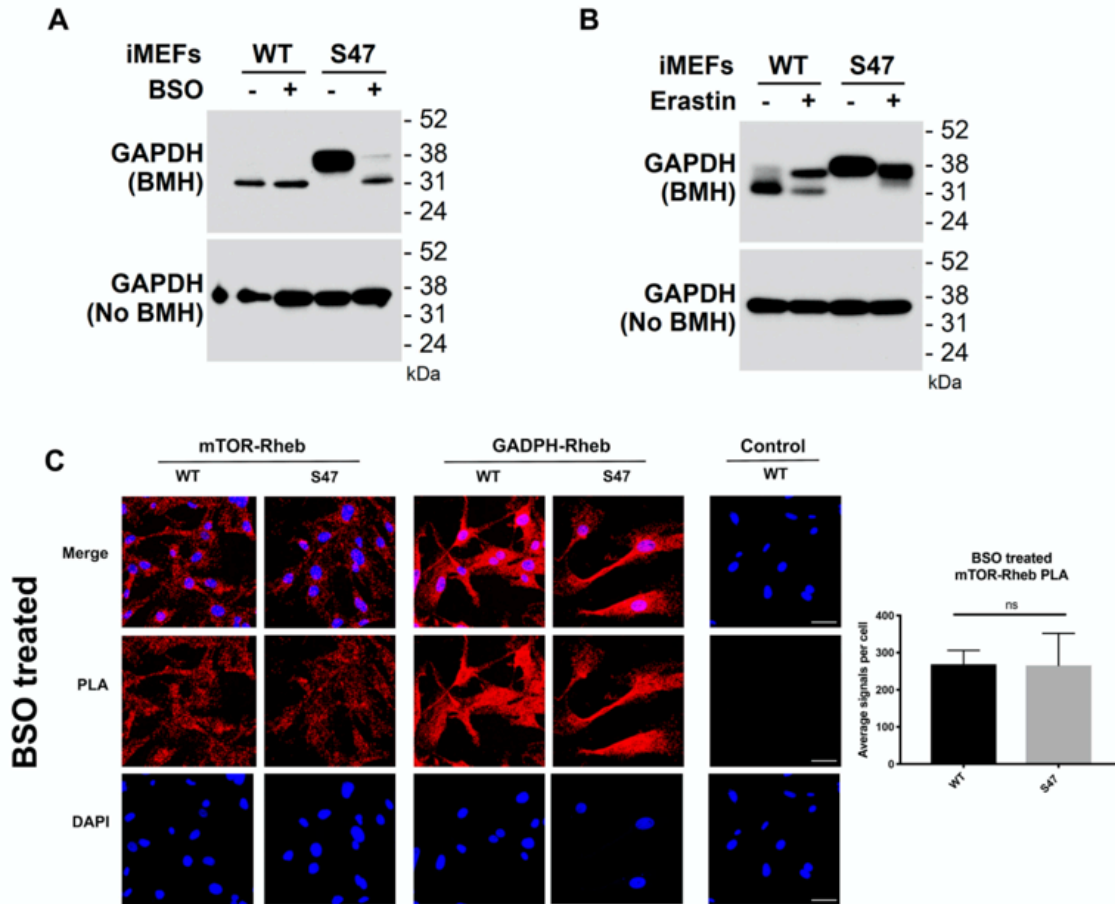 A
iMEFs WT S47
BSO - + - +
GAPDH
(BMH)
- 52
- 38
- 31
- 24
GAPDH
(No BMH)
- 52
- 38
- 31
- 24
kDa
B
iMEFs WT S47
Erastin - + - +
GAPDH
(BMH)
- 52
- 38
- 31
- 24
GAPDH
(No BMH)
- 52
- 38
- 31
- 24
kDa
C
BSO treated
mTOR-Rheb GADPH-Rheb Control
WT S47 WT S47 WT
Merge
PLA
DAPI
BSO treated
mTOR-Rheb PLA
ns
Average signals per cell
400
300
200
100
0
WT S47